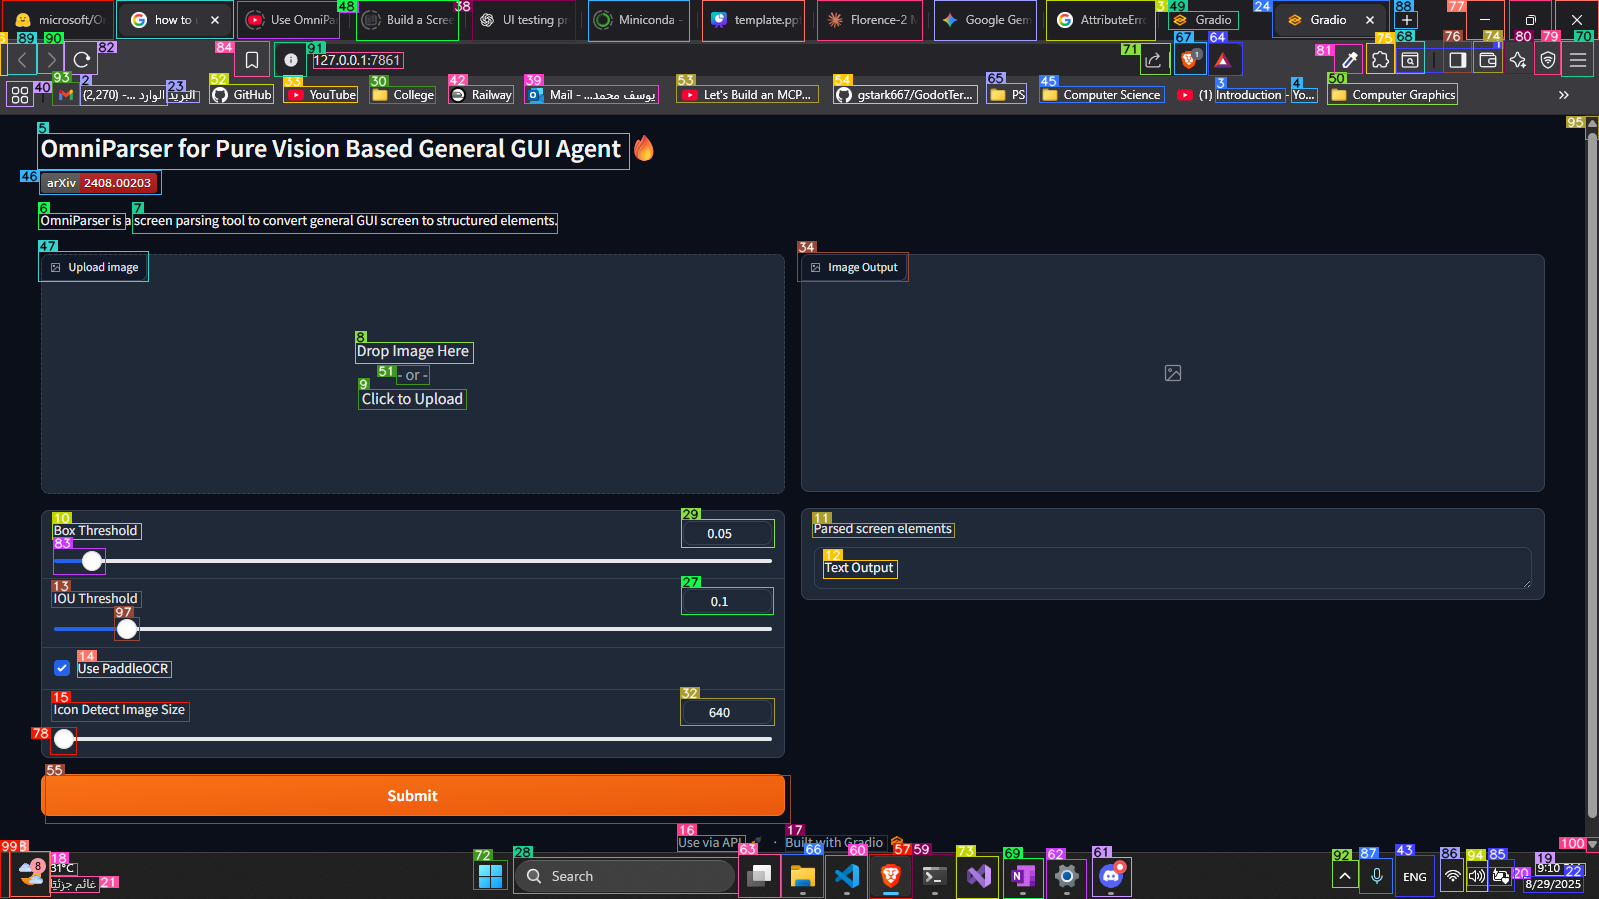 microsoft/O
how to
Use OmniPa
Build a Scre
UI testing pr
Miniconda -
template.pp
Florence-2 M
Google Gem
AttributeErro
Gradio
Gradio
127.0.0.1:7861
(2,270) - ... البريد الوارد
GitHub
YouTube
College
Railway
Mail - يوسف محمد...
Let's Build an MCP...
gstark667/GodotTer...
PS
Computer Science
(1) Introduction - Yo...
Computer Graphics
OmniParser for Pure Vision Based General GUI Agent 🔥
arXiv 2408.00203
OmniParser is a screen parsing tool to convert general GUI screen to structured elements.
Upload image
Image Output
Drop Image Here
- or -
Click to Upload
Box Threshold
0.05
Parsed screen elements
Text Output
IOU Threshold
0.1
Use PaddleOCR
Icon Detect Image Size
640
Submit
Use via API
·
Built with Gradio
31°C
غائم جزئيًا
Search
ENG
9:10
8/29/2025